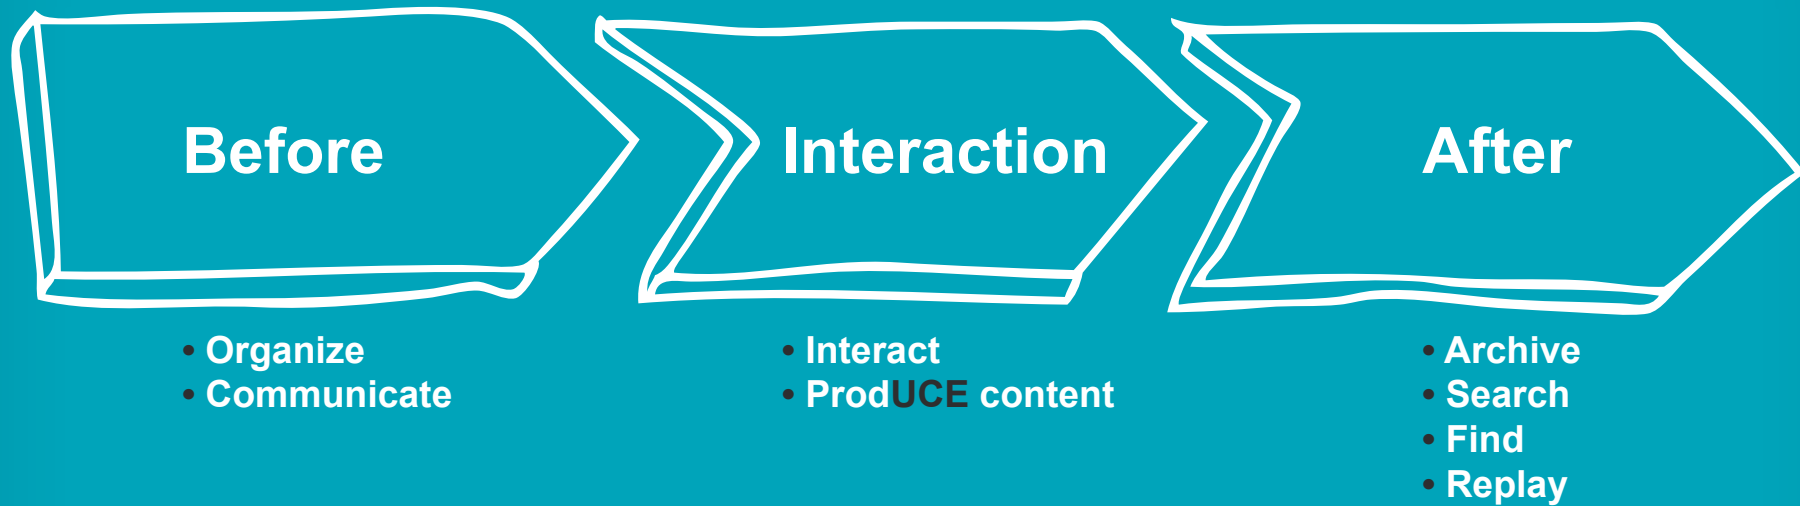 Before
• Organize
• Communicate
Interaction
• Interact
• ProdUCE content
After
• Archive
• Search
• Find
• Replay